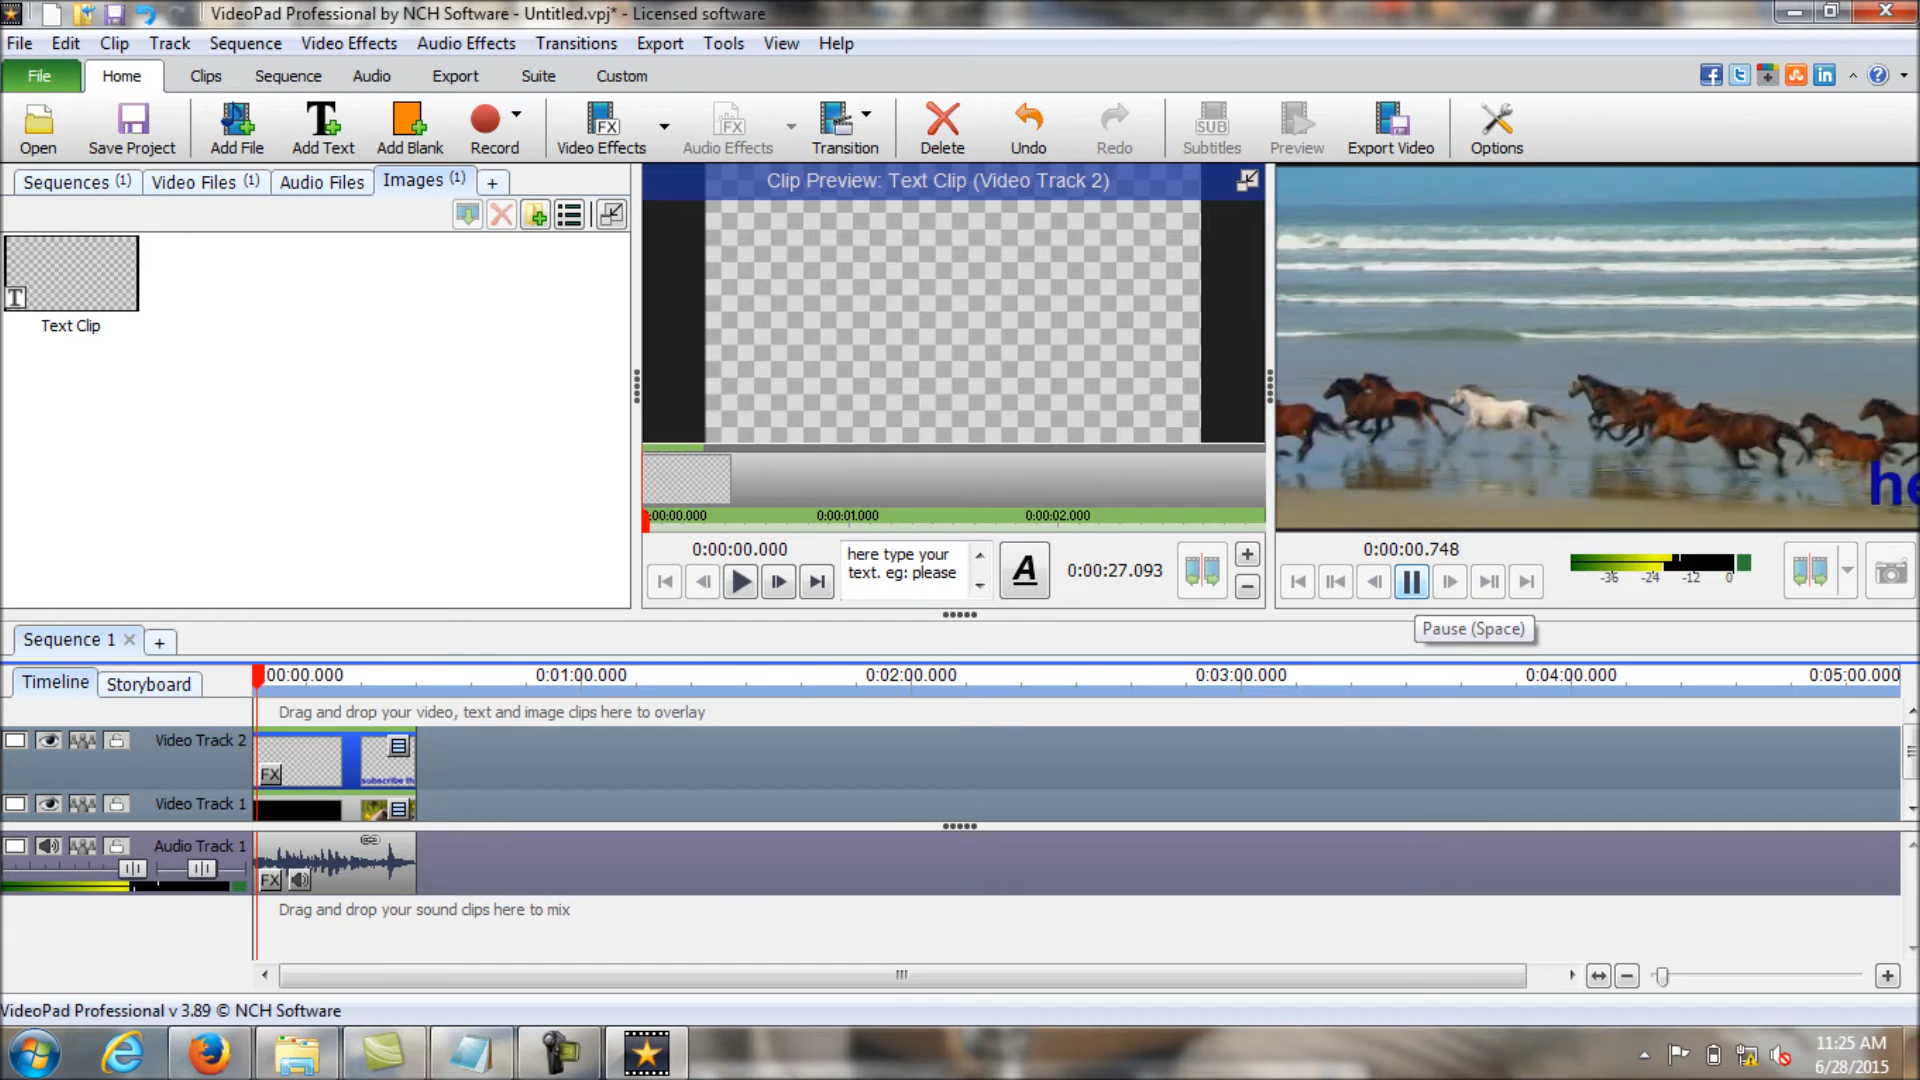 VideoPad Professional by NCH Software - Untitled.vpj* - Licensed software
File Edit Clip Track Sequence Video Effects Audio Effects Transitions Export Tools View Help
File Home Clips Sequence Audio Export Suite Custom
Open Save Project Add File Add Text Add Blank Record Video Effects Audio Effects Transition Delete Undo Redo Subtitles Preview Export Video Options
Sequences (1) Video Files (1) Audio Files Images (1) +
Clip Preview: Text Clip (Video Track 2)
T
Text Clip
he
:00:00.000 0:00:01.000 0:00:02.000
0:00:00.000
here type your
text. eg: please
A
0:00:27.093
0:00:00.748
-36 -24 -12 0
Pause (Space)
Sequence 1
Timeline Storyboard
00:00.000 0:01:00.000 0:02:00.000 0:03:00.000 0:04:00.000 0:05:00.000
Drag and drop your video, text and image clips here to overlay
Video Track 2
FX
subscribe th
Video Track 1
Audio Track 1
FX
Drag and drop your sound clips here to mix
VideoPad Professional v 3.89 © NCH Software
11:25 AM
6/28/2015